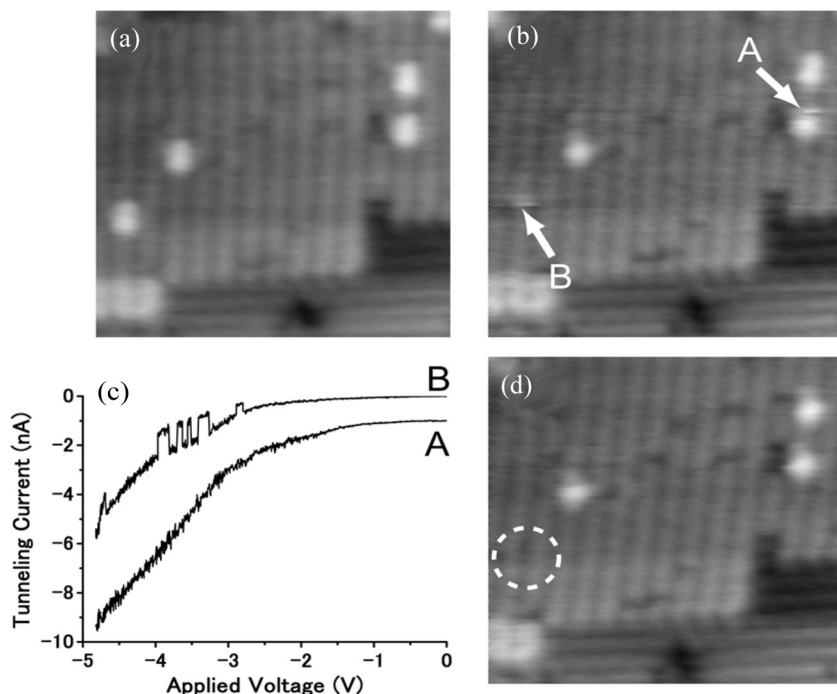 (a)
(b)
A
B
(c)
0
-2
-4
-6
-8
-10
Tunneling Current (nA)
B
A
-5
-4
-3
-2
-1
0
Applied Voltage (V)
(d)